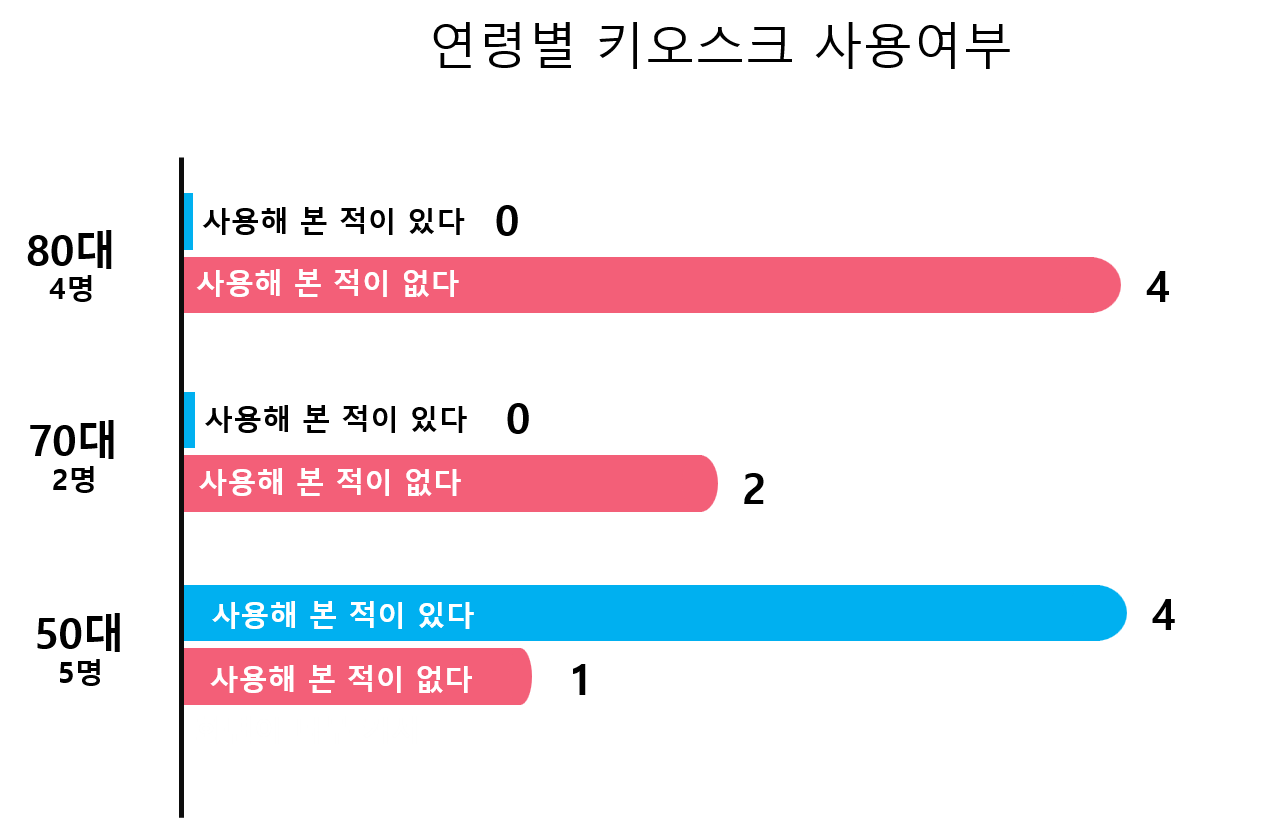 연령별 키오스크 사용여부
80대
4명
사용해 본 적이 있다 0
사용해 본 적이 없다 4
70대
2명
사용해 본 적이 있다 0
사용해 본 적이 없다 2
50대
5명
사용해 본 적이 있다 4
사용해 본 적이 없다 1